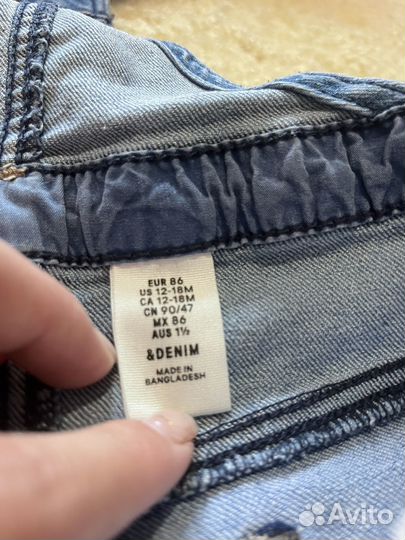 EUR 86
US 12-18M
CA 12-18M
CN 90/47
MX 86
AUS 1½
&DENIM
MADE IN
BANGLADESH
Avito